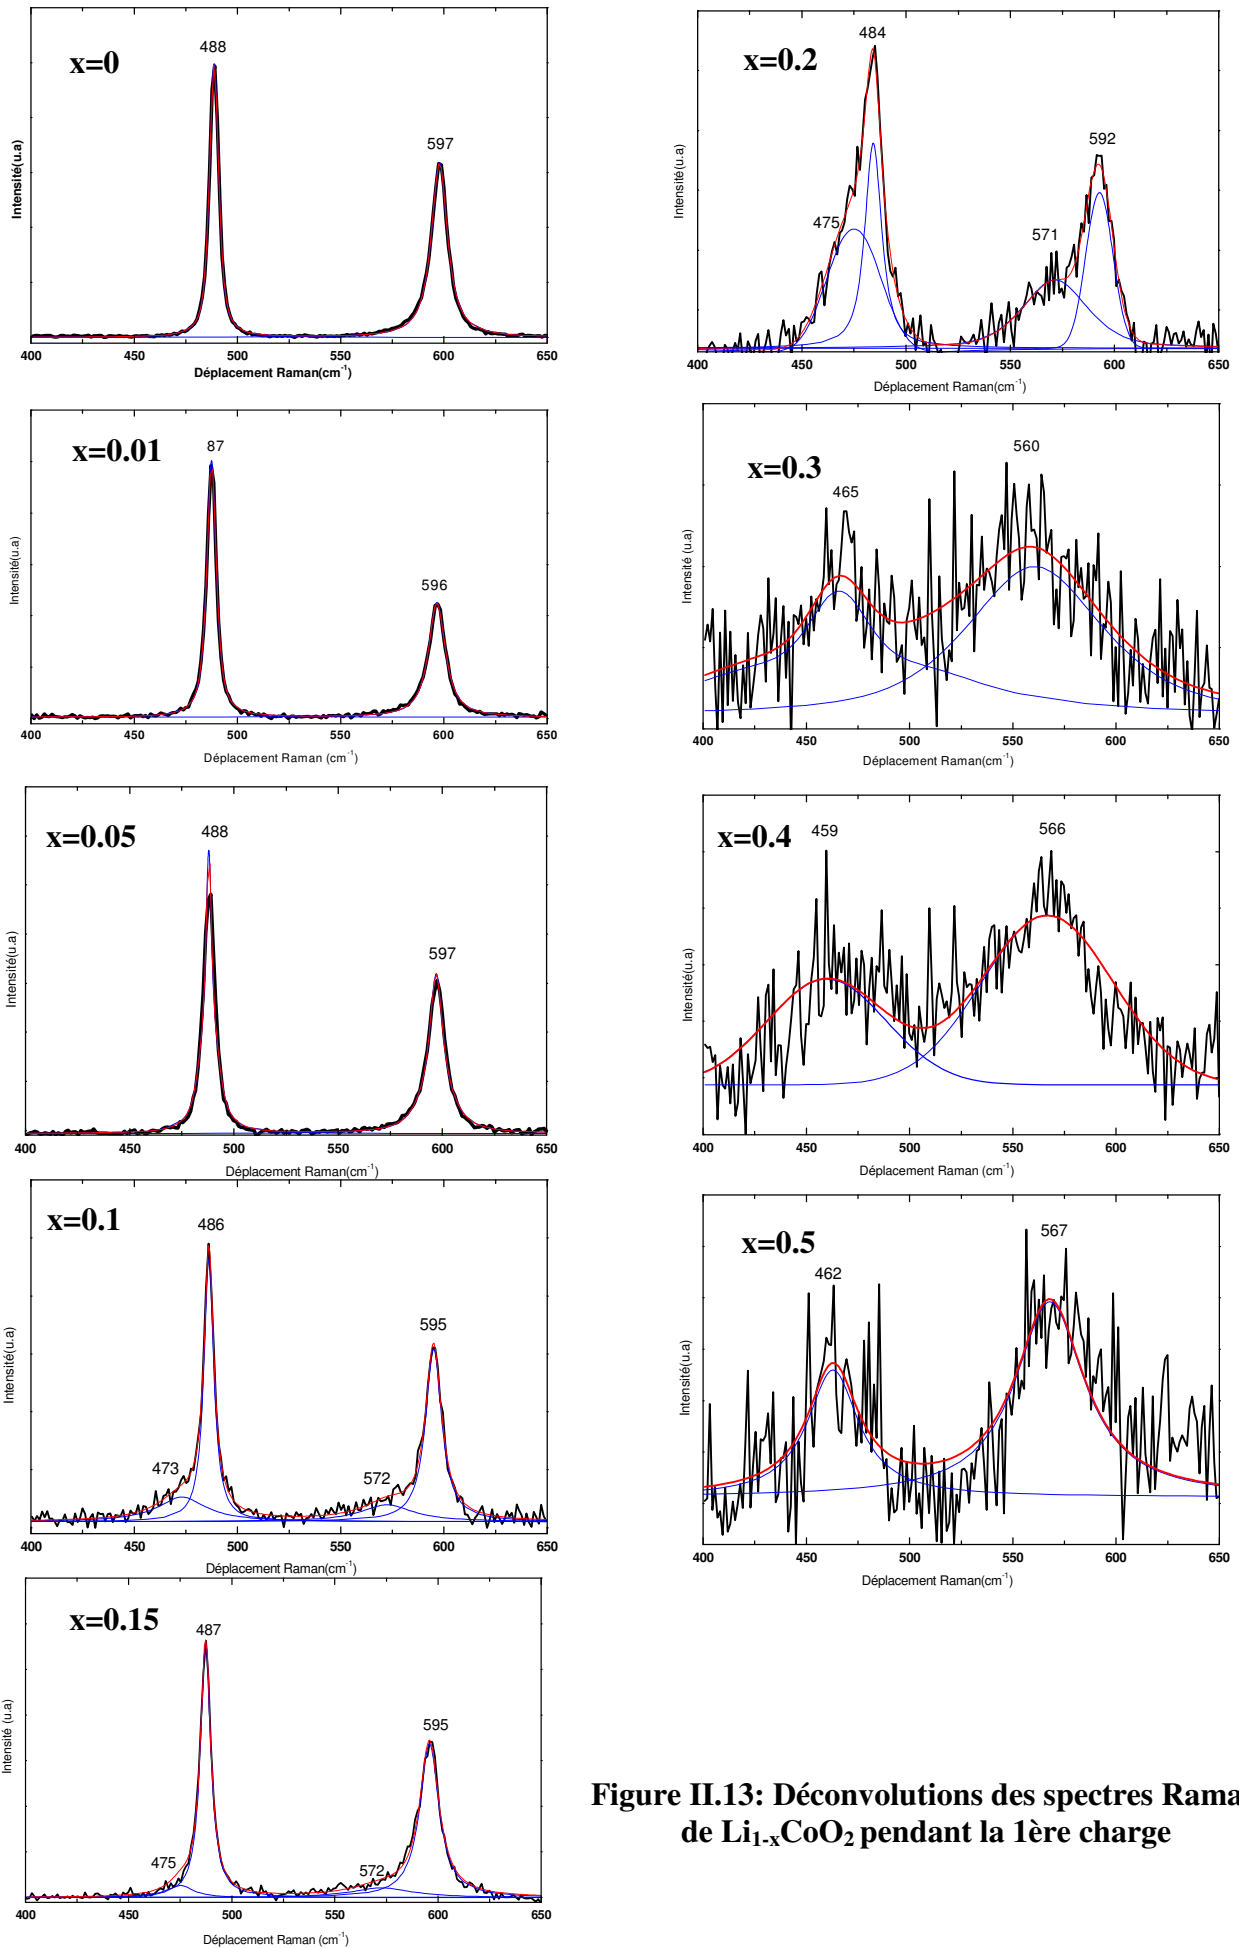 x=0
488
597
Intensité(u.a)
400 450 500 550 600 650
Déplacement Raman(cm-1)
x=0.01
87
596
Intensité(u.a)
400 450 500 550 600 650
Déplacement Raman (cm-1)
x=0.05
488
597
Intensité(u.a)
400 450 500 550 600 650
Déplacement Raman(cm-1)
x=0.1
486
595
473
572
Intensité(u.a)
400 450 500 550 600 650
Déplacement Raman(cm-1)
x=0.15
487
595
475
572
Intensité (u.a)
400 450 500 550 600 650
Déplacement Raman (cm-1)
x=0.2
484
592
475
571
Intensité(u.a)
400 450 500 550 600 650
Déplacement Raman(cm-1)
x=0.3
560
465
Intensité (u.a)
400 450 500 550 600 650
Déplacement Raman(cm-1)
x=0.4
459
566
Intensité(u.a)
400 450 500 550 600 650
Déplacement Raman (cm-1)
x=0.5
567
462
Intensité(u.a)
400 450 500 550 600 650
Déplacement Raman(cm-1)
Figure II.13: Déconvolutions des spectres Rama
de Li1-xCoO2 pendant la 1ère charge